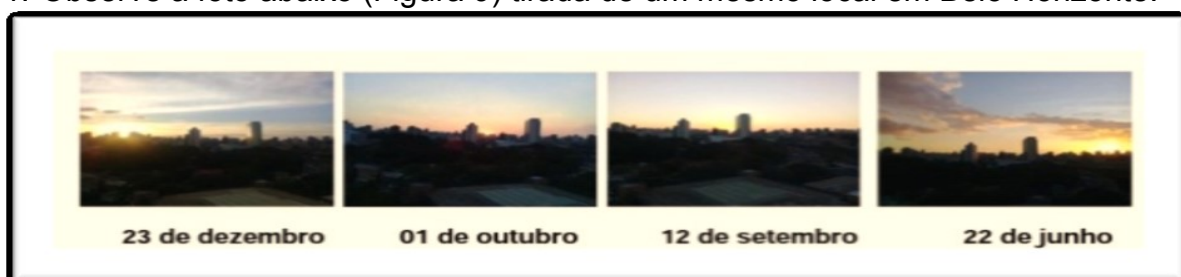 1. Observe a foto abaixo (Figura 9) tirada de um mesmo local em Belo Horizonte.
23 de dezembro 01 de outubro 12 de setembro 22 de junho